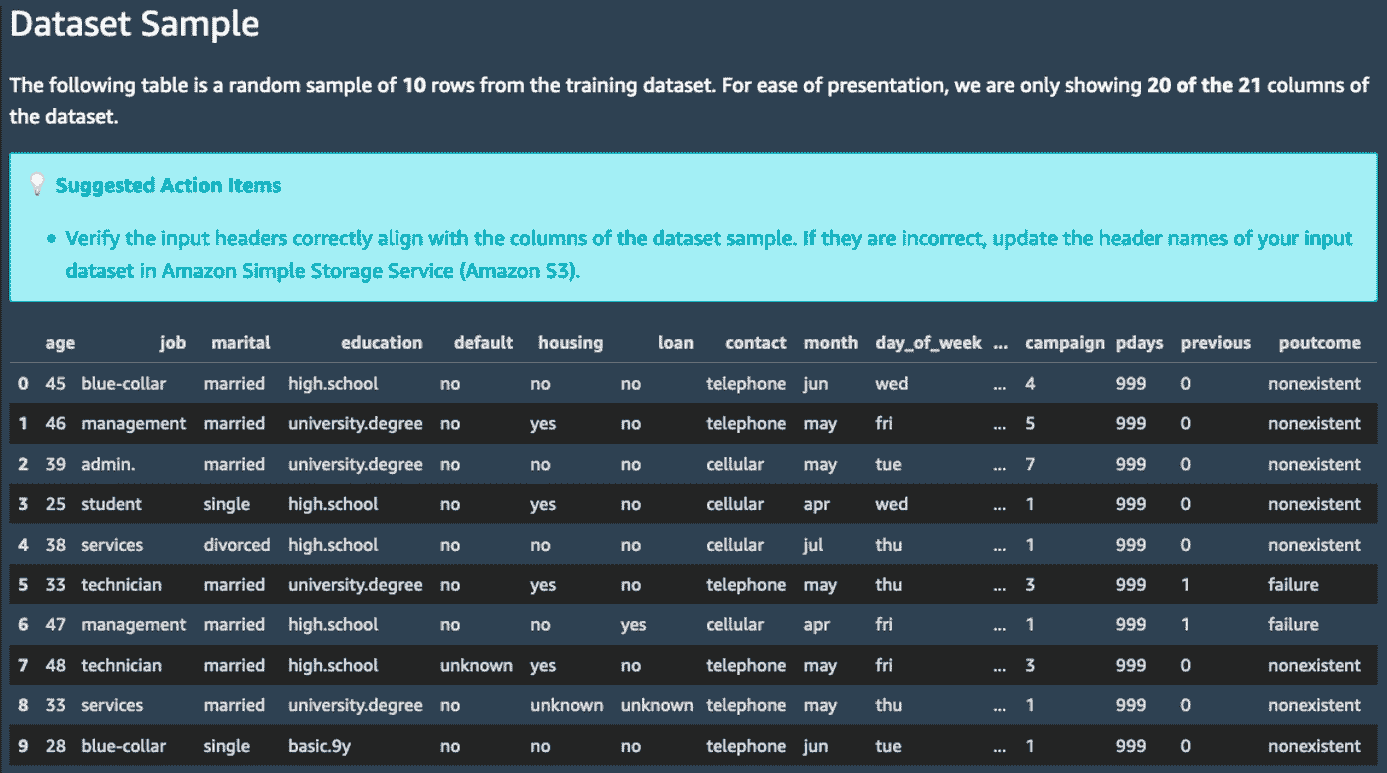 Dataset Sample
The following table is a random sample of 10 rows from the training dataset. For ease of presentation, we are only showing 20 of the 21 columns of
the dataset.
Suggested Action Items
• Verify the input headers correctly align with the columns of the dataset sample. If they are incorrect, update the header names of your input
dataset in Amazon Simple Storage Service (Amazon S3).
age job marital education default housing loan contact month day_of_week ... campaign pdays previous poutcome
0 45 blue-collar married high.school no no no telephone jun wed ... 4 999 0 nonexistent
1 46 management married university.degree no yes no telephone may fri ... 5 999 0 nonexistent
2 39 admin. married university.degree no no no cellular may tue ... 7 999 0 nonexistent
3 25 student single high.school no yes no cellular apr wed ... 1 999 0 nonexistent
4 38 services divorced high.school no no no cellular jul thu ... 1 999 0 nonexistent
5 33 technician married university.degree no yes no telephone may thu ... 3 999 1 failure
6 47 management married high.school no no yes cellular apr fri ... 1 999 1 failure
7 48 technician married high.school unknown yes no telephone may fri ... 3 999 0 nonexistent
8 33 services married university.degree no unknown unknown telephone may thu ... 1 999 0 nonexistent
9 28 blue-collar single basic.9y no no no telephone jun tue ... 1 999 0 nonexistent